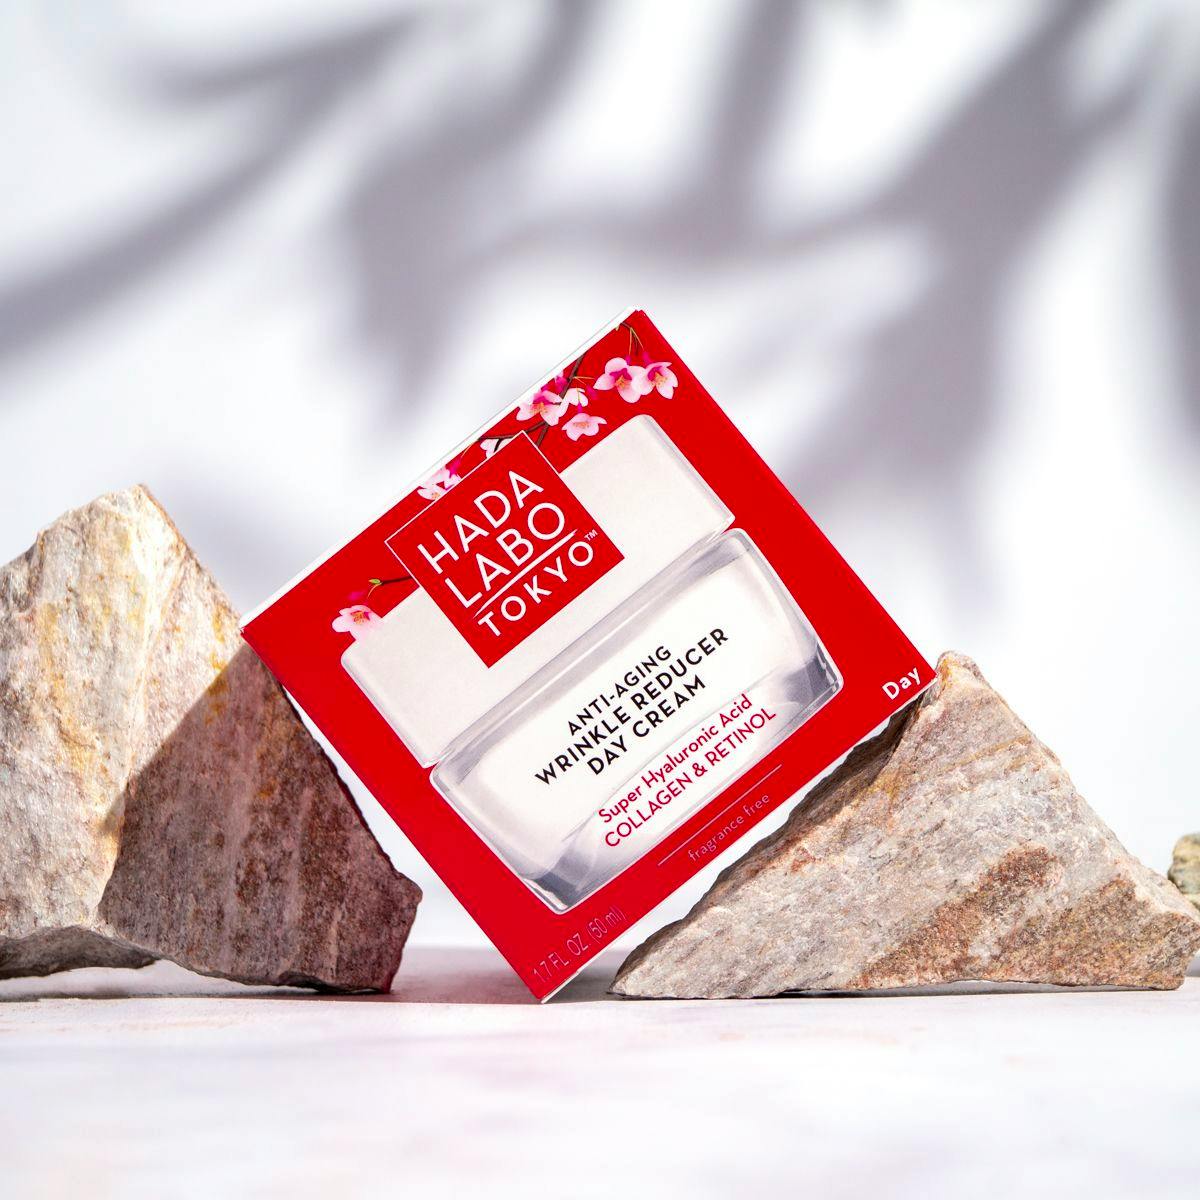 HADA
LABO
TOKYO™
ANTI-AGING
WRINKLE REDUCER
DAY CREAM
Super Hyaluronic Acid
COLLAGEN & RETINOL
fragrance free
1.7 FL. OZ. (50 ml)
Day